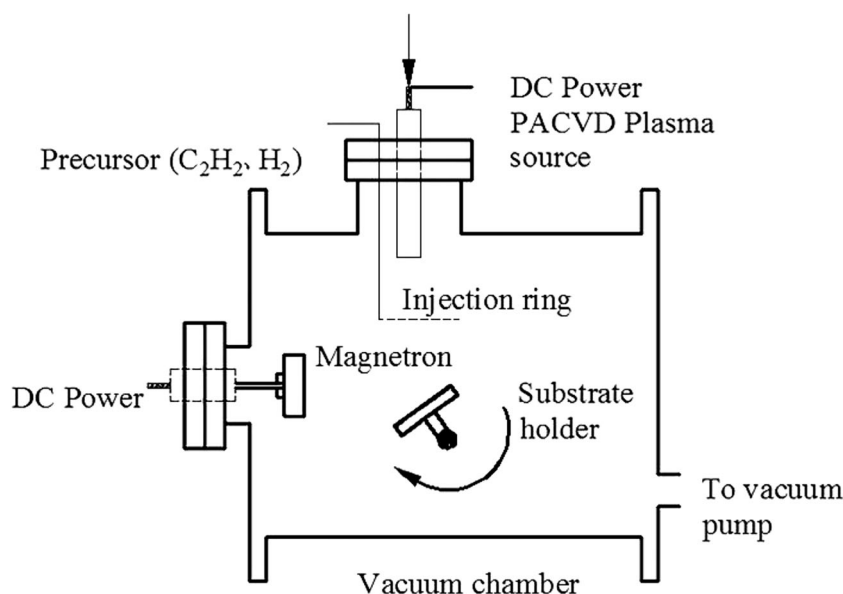 DC Power
PACVD Plasma
source
Precursor (C₂H₂、H₂)
Injection ring
Magnetron
DC Power
Substrate
holder
To vacuum
pump
Vacuum chamber